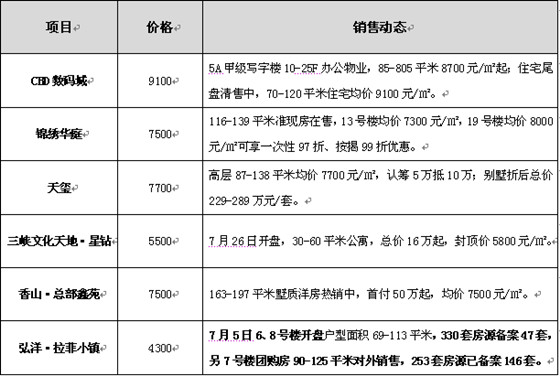 项目 价格 销售动态
CBD数码城 9100 5A甲级写字楼10-25F办公物业，85-805平米8700元/㎡起；住宅尾
盘清售中，70-120平米住宅均价9100元/㎡。
锦绣华庭 7500 116-139平米准现房在售，13号楼均价7300元/㎡，19号楼均价8000
元/㎡可享一次性97折、按揭99折优惠。
天玺 7700 高层87-138平米均价7700元/㎡，认筹5万抵10万；别墅折后总价
229-289万元/套。
三峡文化天地·星钻 5500 7月26日开盘，30-60平米公寓，总价16万起，封顶价5800元/㎡。
香山·总部鑫苑 7500 163-197平米墅质洋房热销中，首付50万起，均价7500元/㎡。
弘洋·拉菲小镇 4300 7月5日6、8号楼开盘户型面积69-113平米，330套房源备案47套，
另7号楼团购房90-125平米对外销售，253套房源已备案146套。